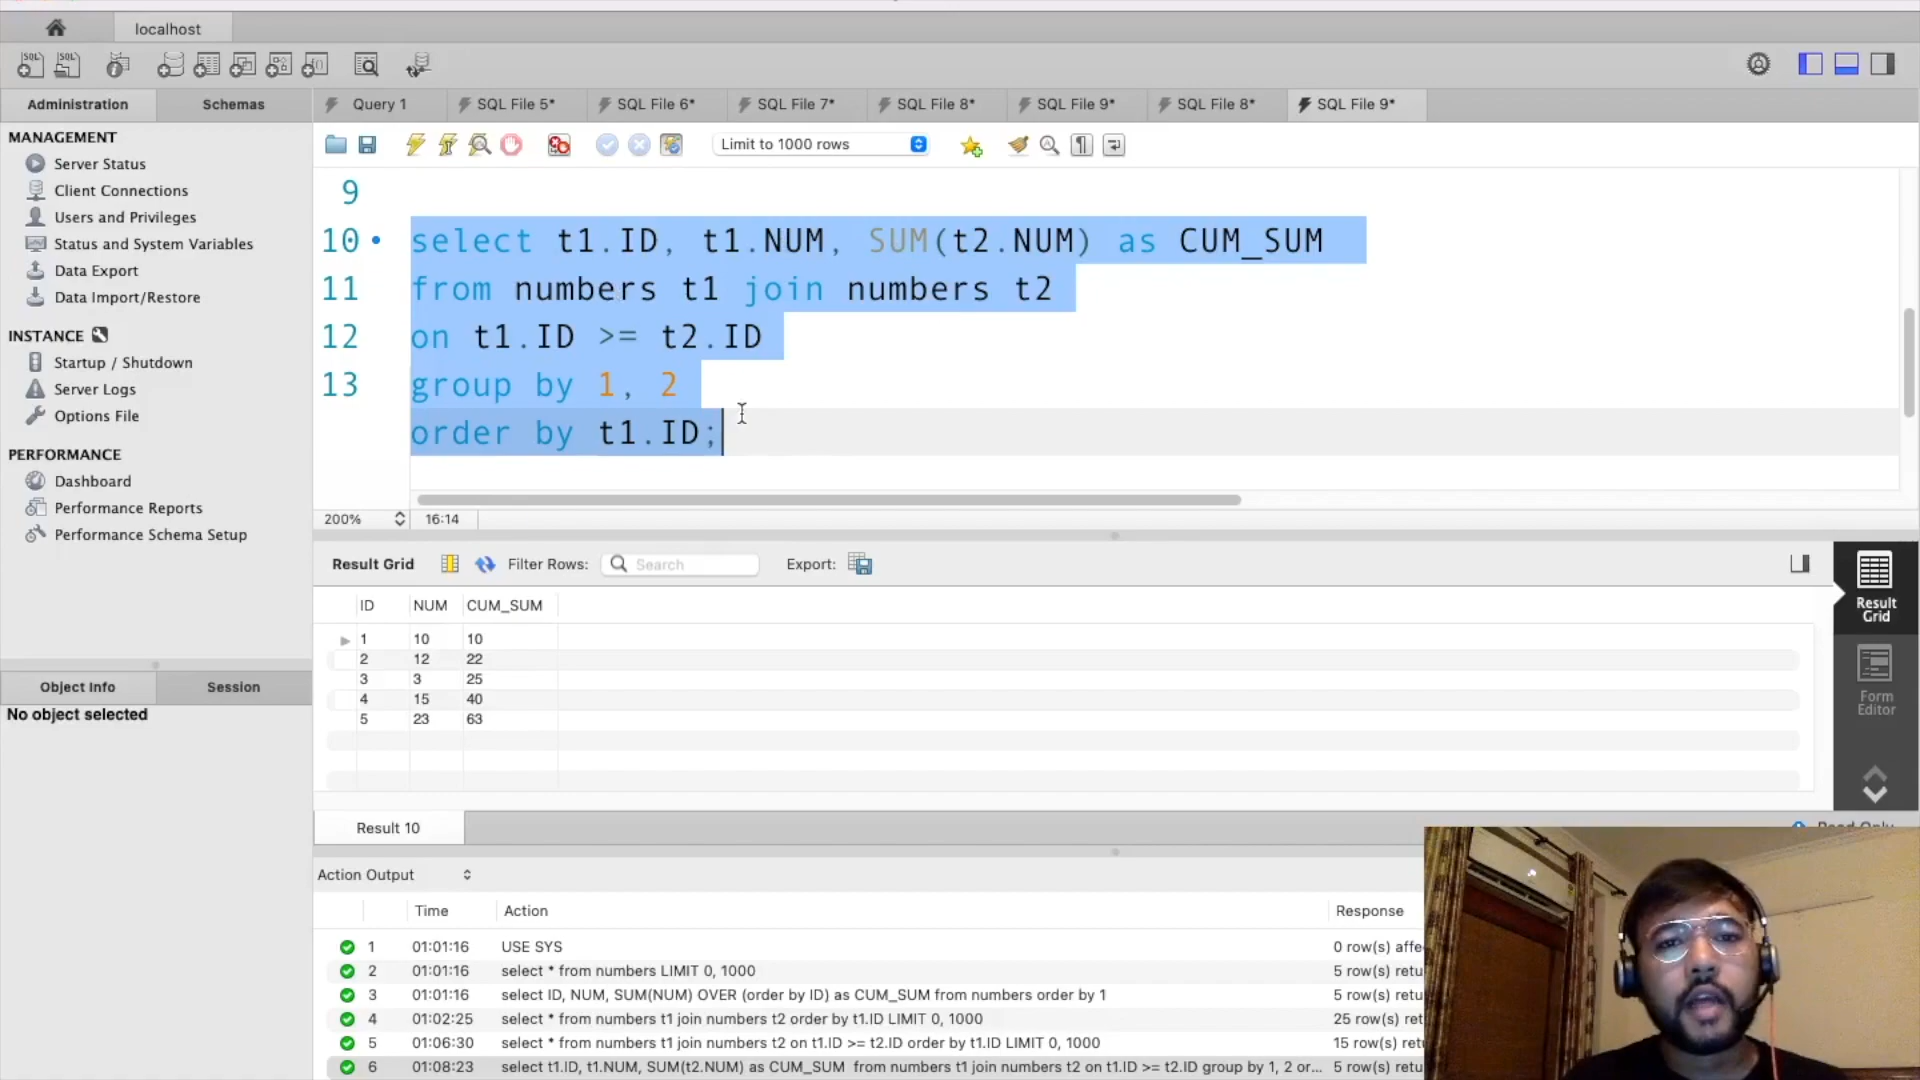 localhost
Administration
Schemas
Query 1
SQL File 5*
SQL File 6*
SQL File 7*
SQL File 8*
SQL File 9*
SQL File 8*
SQL File 9*
MANAGEMENT
Server Status
Client Connections
Users and Privileges
Status and System Variables
Data Export
Data Import/Restore
INSTANCE
Startup / Shutdown
Server Logs
Options File
PERFORMANCE
Dashboard
Performance Reports
Performance Schema Setup
Object Info
Session
No object selected
Limit to 1000 rows
9
10 select t1.ID, t1.NUM, SUM(t2.NUM) as CUM_SUM
11 from numbers t1 join numbers t2
12 on t1.ID >= t2.ID
13 group by 1, 2
order by t1.ID;
200%
16:14
Result Grid
Filter Rows:
Search
Export:
ID NUM CUM_SUM
1 10 10
2 12 22
3 3 25
4 15 40
5 23 63
Result Grid
Form Editor
Result 10
Read Only
Action Output
Time Action Response
1 01:01:16 USE SYS 0 row(s) affe
2 01:01:16 select * from numbers LIMIT 0, 1000 5 row(s) retu
3 01:01:16 select ID, NUM, SUM(NUM) OVER (order by ID) as CUM_SUM from numbers order by 1 5 row(s) retu
4 01:02:25 select * from numbers t1 join numbers t2 order by t1.ID LIMIT 0, 1000 25 row(s) ret
5 01:06:30 select * from numbers t1 join numbers t2 on t1.ID >= t2.ID order by t1.ID LIMIT 0, 1000 15 row(s) ret
6 01:08:23 select t1.ID, t1.NUM, SUM(t2.NUM) as CUM_SUM from numbers t1 join numbers t2 on t1.ID >= t2.ID group by 1, 2 or... 5 row(s) retu